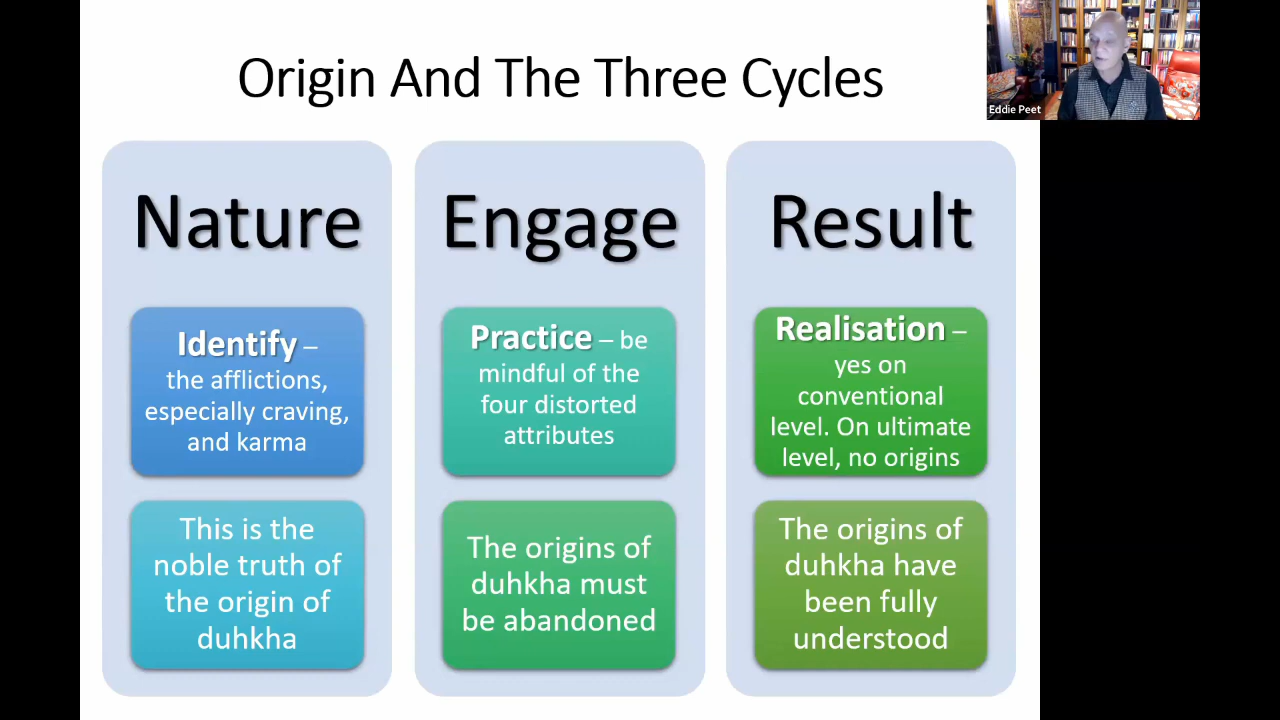 Origin And The Three Cycles
Eddie Peet
Nature
Identify –
the afflictions,
especially craving,
and karma
This is the
noble truth of
the origin of
duhkha
Engage
Practice – be
mindful of the
four distorted
attributes
The origins of
duhkha must
be abandoned
Result
Realisation –
yes on
conventional
level. On ultimate
level, no origins
The origins of
duhkha have
been fully
understood